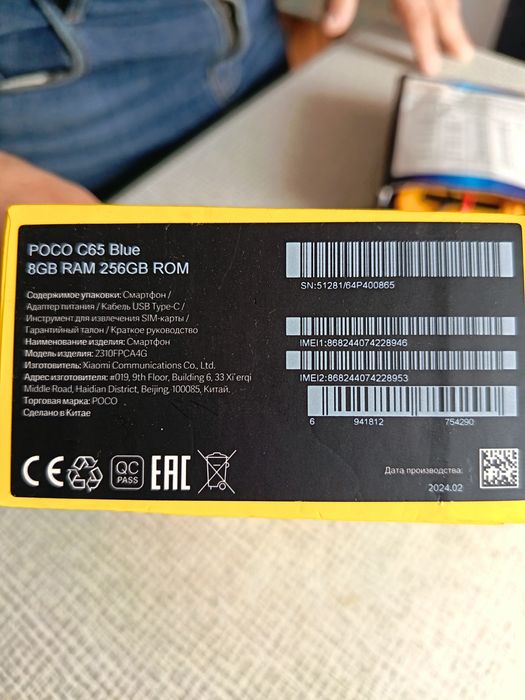 POCO C65 Blue
8GB RAM 256GB ROM
Содержимое упаковки: Смартфон /
Адаптер питания / Кабель USB Type-C /
Инструмент для извлечения SIM-карты /
Гарантийный талон / Краткое руководство
Наименование изделия: Смартфон
Модель изделия: 2310FPCA4G
Изготовитель: Xiaomi Communications Co., Ltd.
Адрес изготовителя: #019, 9th Floor, Building 6, 33 Xi'erqi
Middle Road, Haidian District, Beijing, 100085, Китай.
Торговая марка: POCO
Сделано в Китае
SN:51281/64P400865
IMEI1:868244074228946
IMEI2:868244074228953
6 941812 754290
CE
QC
PASS
EAC
Дата производства:
2024.02